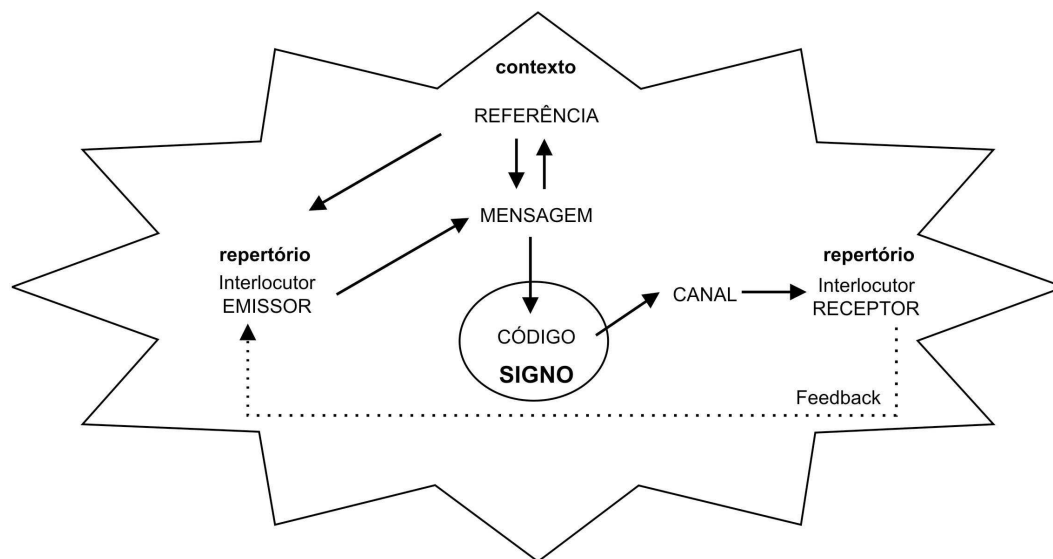 contexto
REFERÊNCIA
MENSAGEM
repertório
Interlocutor
EMISSOR
CÓDIGO
SIGNO
CANAL
repertório
Interlocutor
RECEPTOR
Feedback